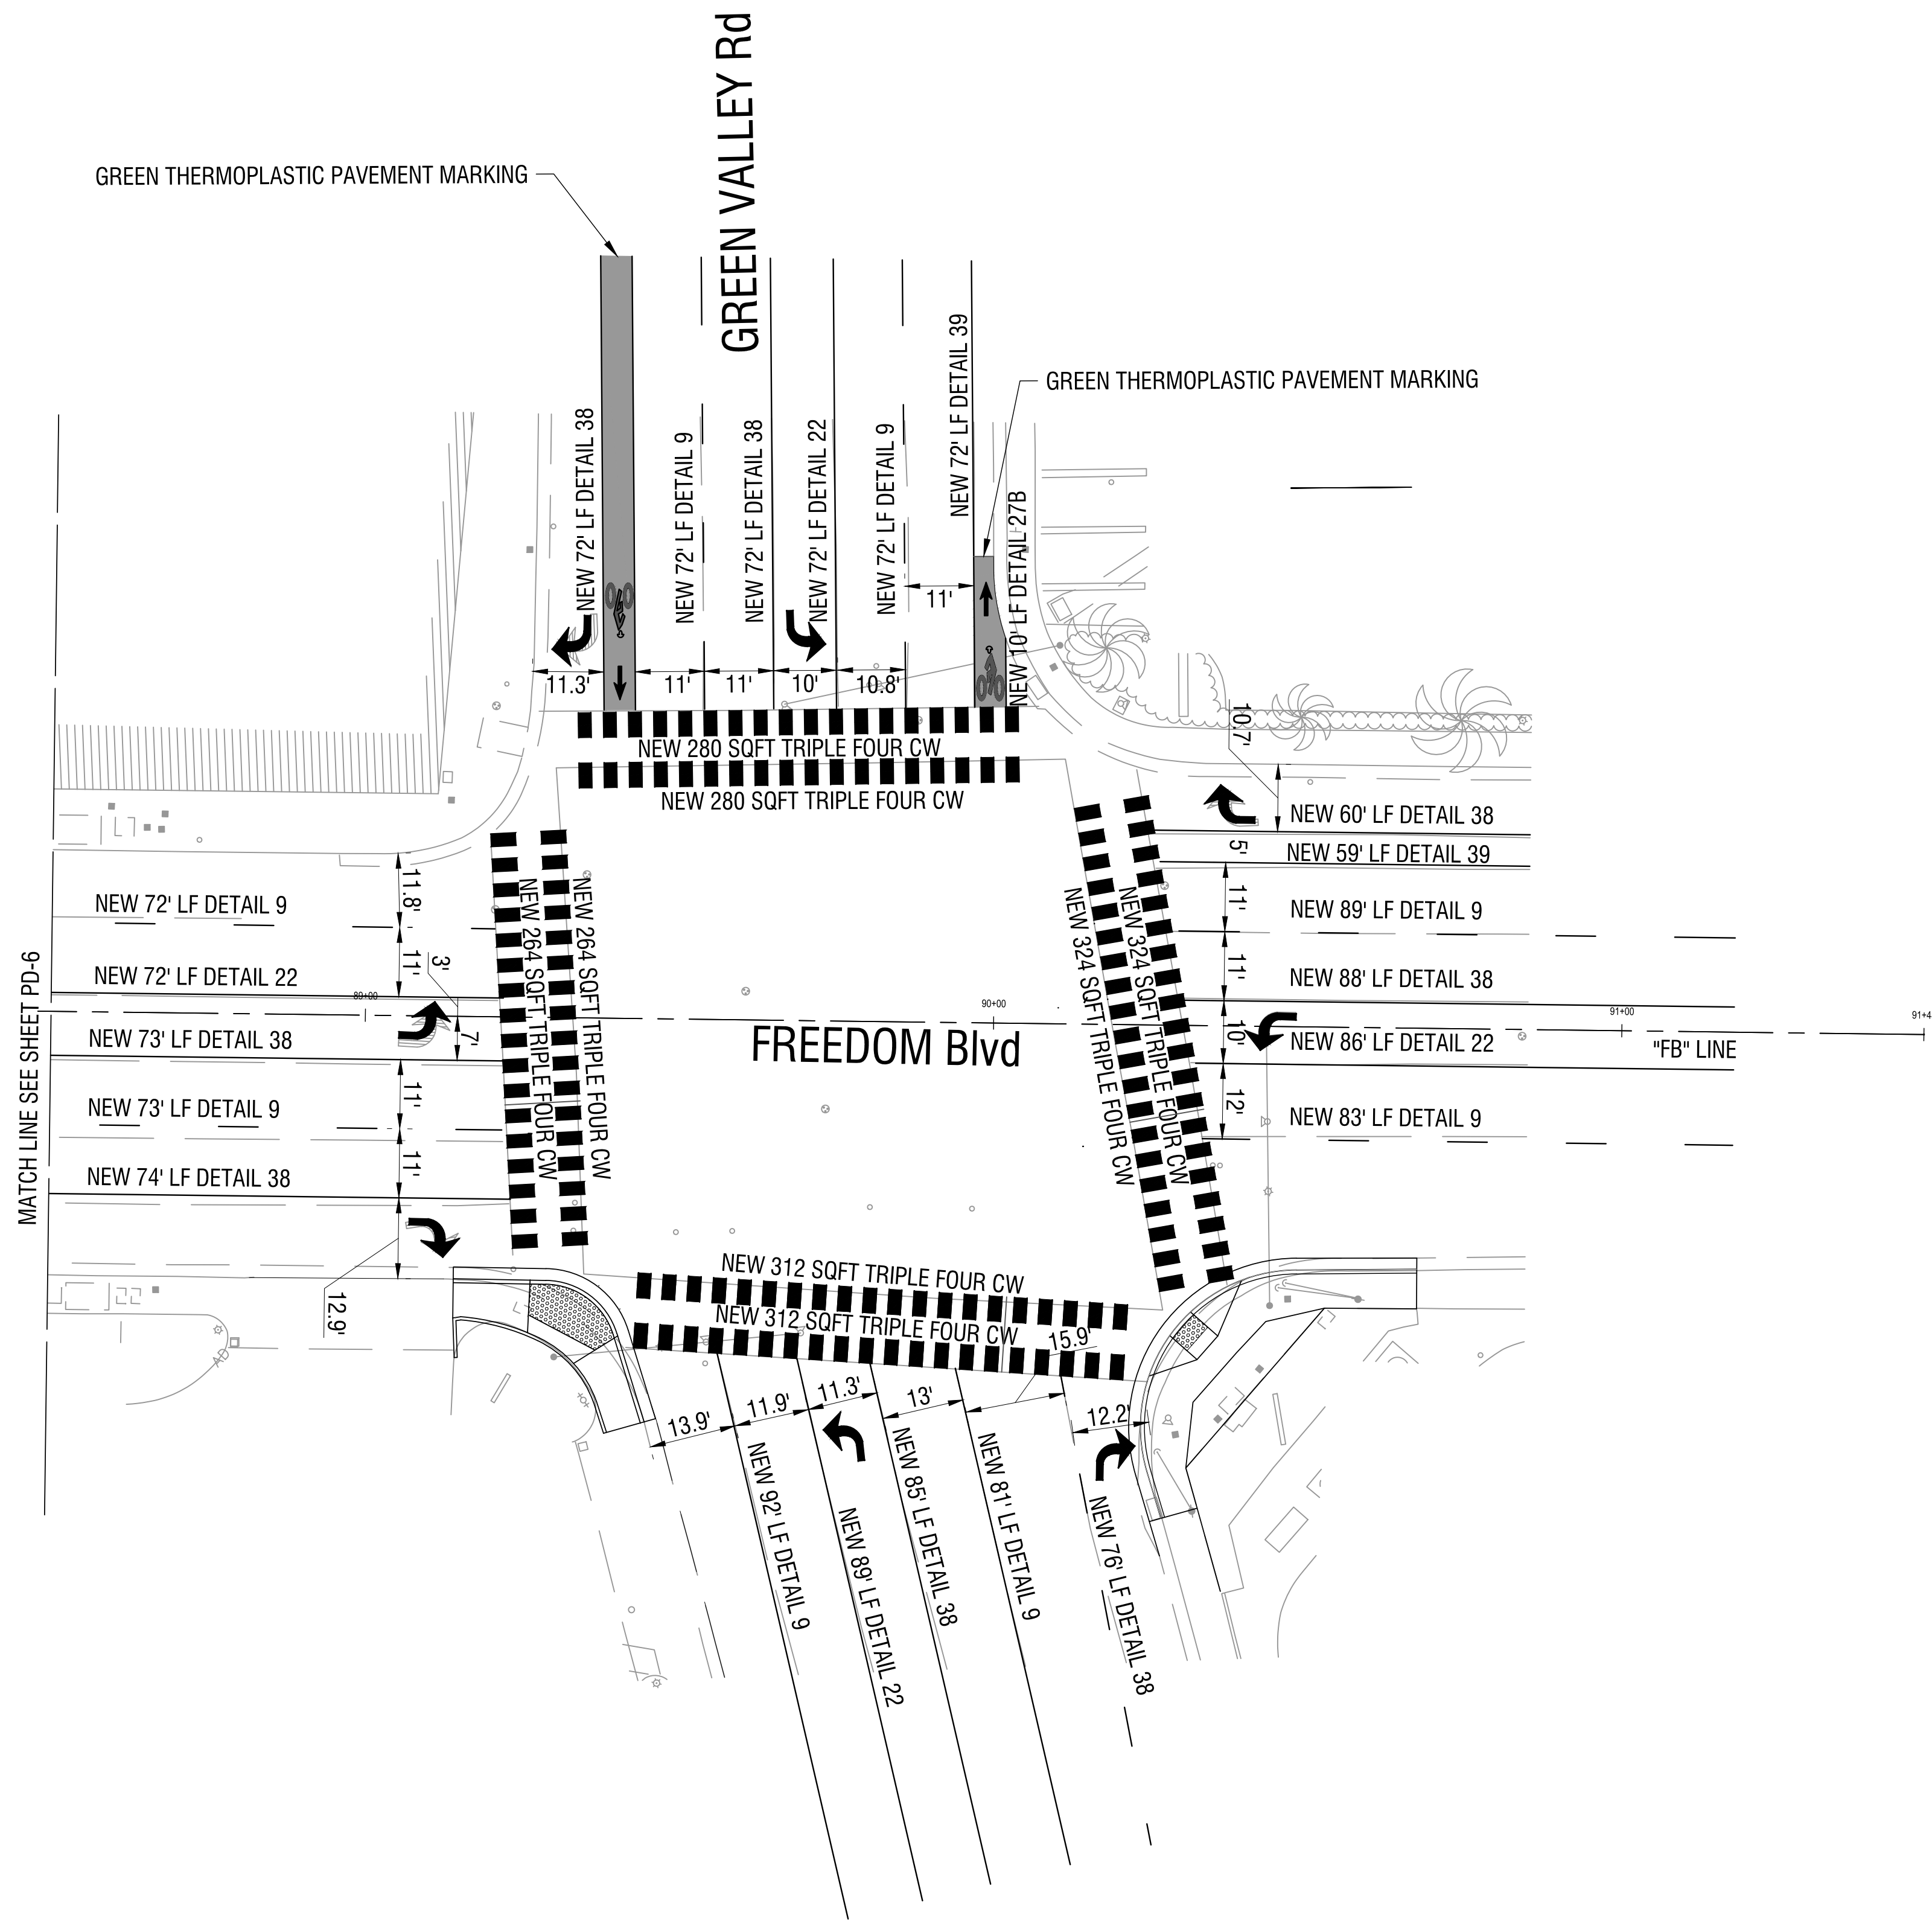 GREEN VALLEY Rd
GREEN THERMOPLASTIC PAVEMENT MARKING
GREEN THERMOPLASTIC PAVEMENT MARKING
NEW 72' LF DETAIL 38
NEW 72' LF DETAIL 9
NEW 72' LF DETAIL 38
NEW 72' LF DETAIL 22
NEW 72' LF DETAIL 9
NEW 72' LF DETAIL 39
NEW 10' LF DETAIL 27B
11'
11.3'
11'
11'
10'
10.8'
NEW 280 SQFT TRIPLE FOUR CW
NEW 280 SQFT TRIPLE FOUR CW
10.7'
NEW 60' LF DETAIL 38
5'
NEW 59' LF DETAIL 39
11'
NEW 89' LF DETAIL 9
11'
NEW 88' LF DETAIL 38
10'
NEW 86' LF DETAIL 22
12'
NEW 83' LF DETAIL 9
"FB" LINE
89+00
90+00
91+00
91+4
MATCH LINE SEE SHEET PD-6
11.8'
NEW 72' LF DETAIL 9
11'
3'
NEW 72' LF DETAIL 22
7'
NEW 73' LF DETAIL 38
11'
NEW 73' LF DETAIL 9
11'
NEW 74' LF DETAIL 38
12.9'
NEW 264 SQFT TRIPLE FOUR CW
NEW 264 SQFT TRIPLE FOUR CW
FREEDOM Blvd
NEW 324 SQFT TRIPLE FOUR CW
NEW 324 SQFT TRIPLE FOUR CW
NEW 312 SQFT TRIPLE FOUR CW
NEW 312 SQFT TRIPLE FOUR CW
13.9'
11.9'
11.3'
13'
15.9'
12.2'
NEW 92' LF DETAIL 9
NEW 89' LF DETAIL 22
NEW 85' LF DETAIL 38
NEW 81' LF DETAIL 9
NEW 76' LF DETAIL 38